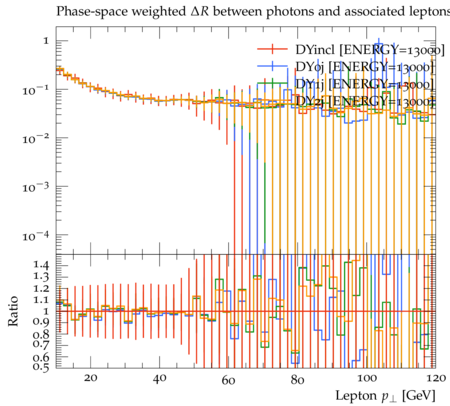 Phase-space weighted ΔR between photons and associated leptons
1
10⁻¹
10⁻²
10⁻³
10⁻⁴
DYincl [ENERGY=13000]
DY0j [ENERGY=13000]
DY1j [ENERGY=13000]
DY2j [ENERGY=13000]
Ratio
1.4
1.3
1.2
1.1
1
0.9
0.8
0.7
0.6
0.5
20 40 60 80 100 120
Lepton p⊥ [GeV]